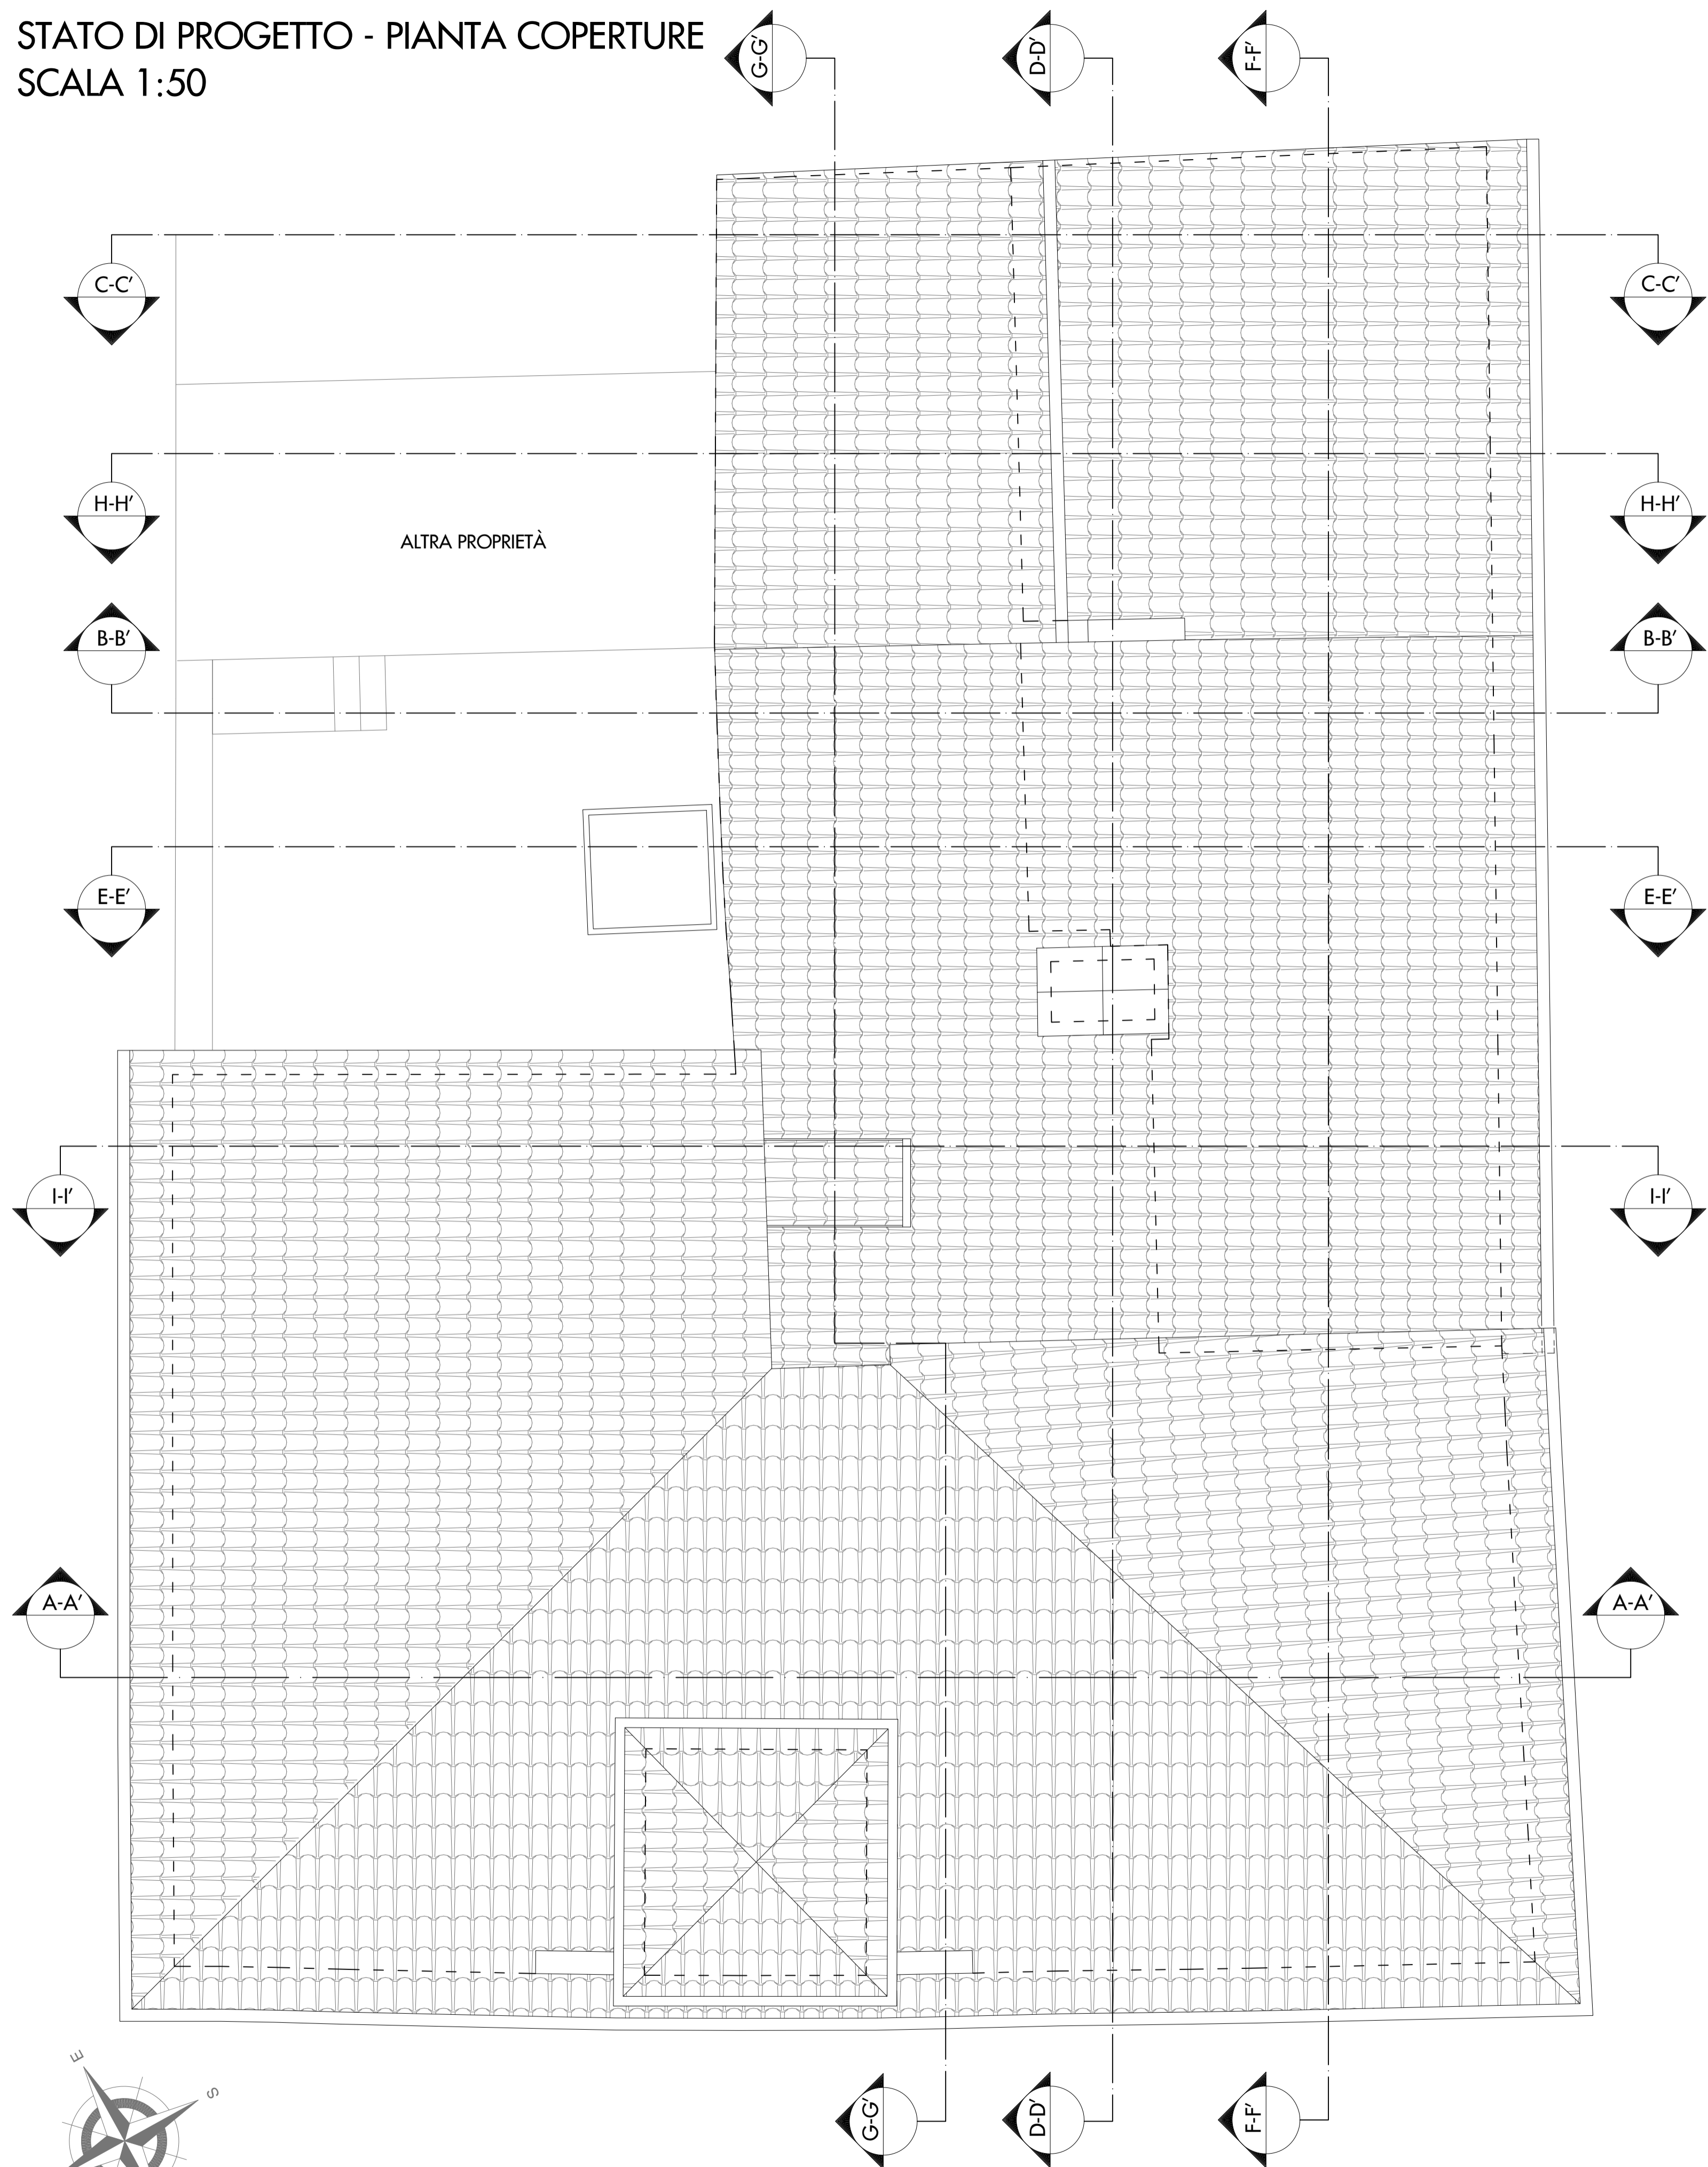 STATO DI PROGETTO - PIANTA COPERTURE
SCALA 1:50
G-G'
D-D'
F-F'
C-C'
C-C'
H-H'
H-H'
ALTRA PROPRIETÀ
B-B'
B-B'
E-E'
E-E'
I-I'
I-I'
A-A'
A-A'
E
S
G-G'
D-D'
F-F'